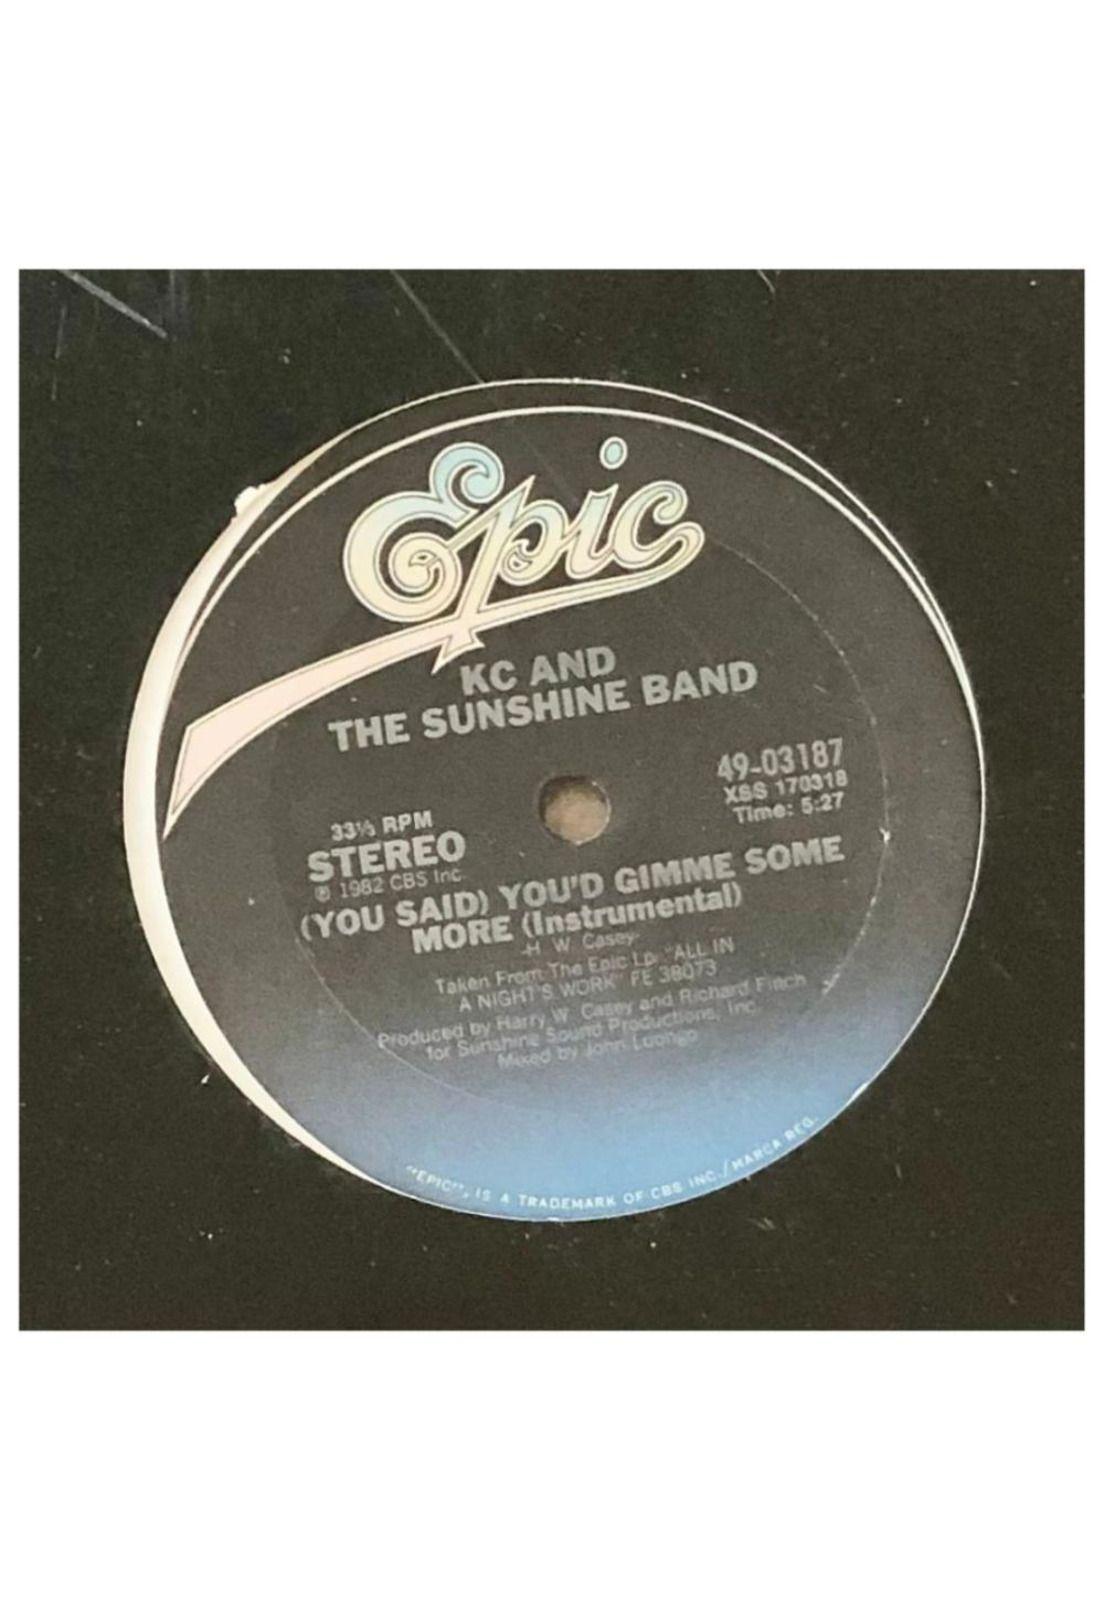 Epic
KC AND
THE SUNSHINE BAND
49-03187
XSS 170318
Time: 5:27
33⅓ RPM
STEREO
℗ 1982 CBS Inc.
(YOU SAID) YOU'D GIMME SOME
MORE (Instrumental)
-H. W. Casey-
Taken From The Epic Lp. "ALL IN
A NIGHT'S WORK" FE 38073
Produced by Harry W. Casey and Richard Finch
for Sunshine Sound Productions, Inc.
Mixed by John Luongo
"EPIC", IS A TRADEMARK OF CBS INC./MARCA REG.